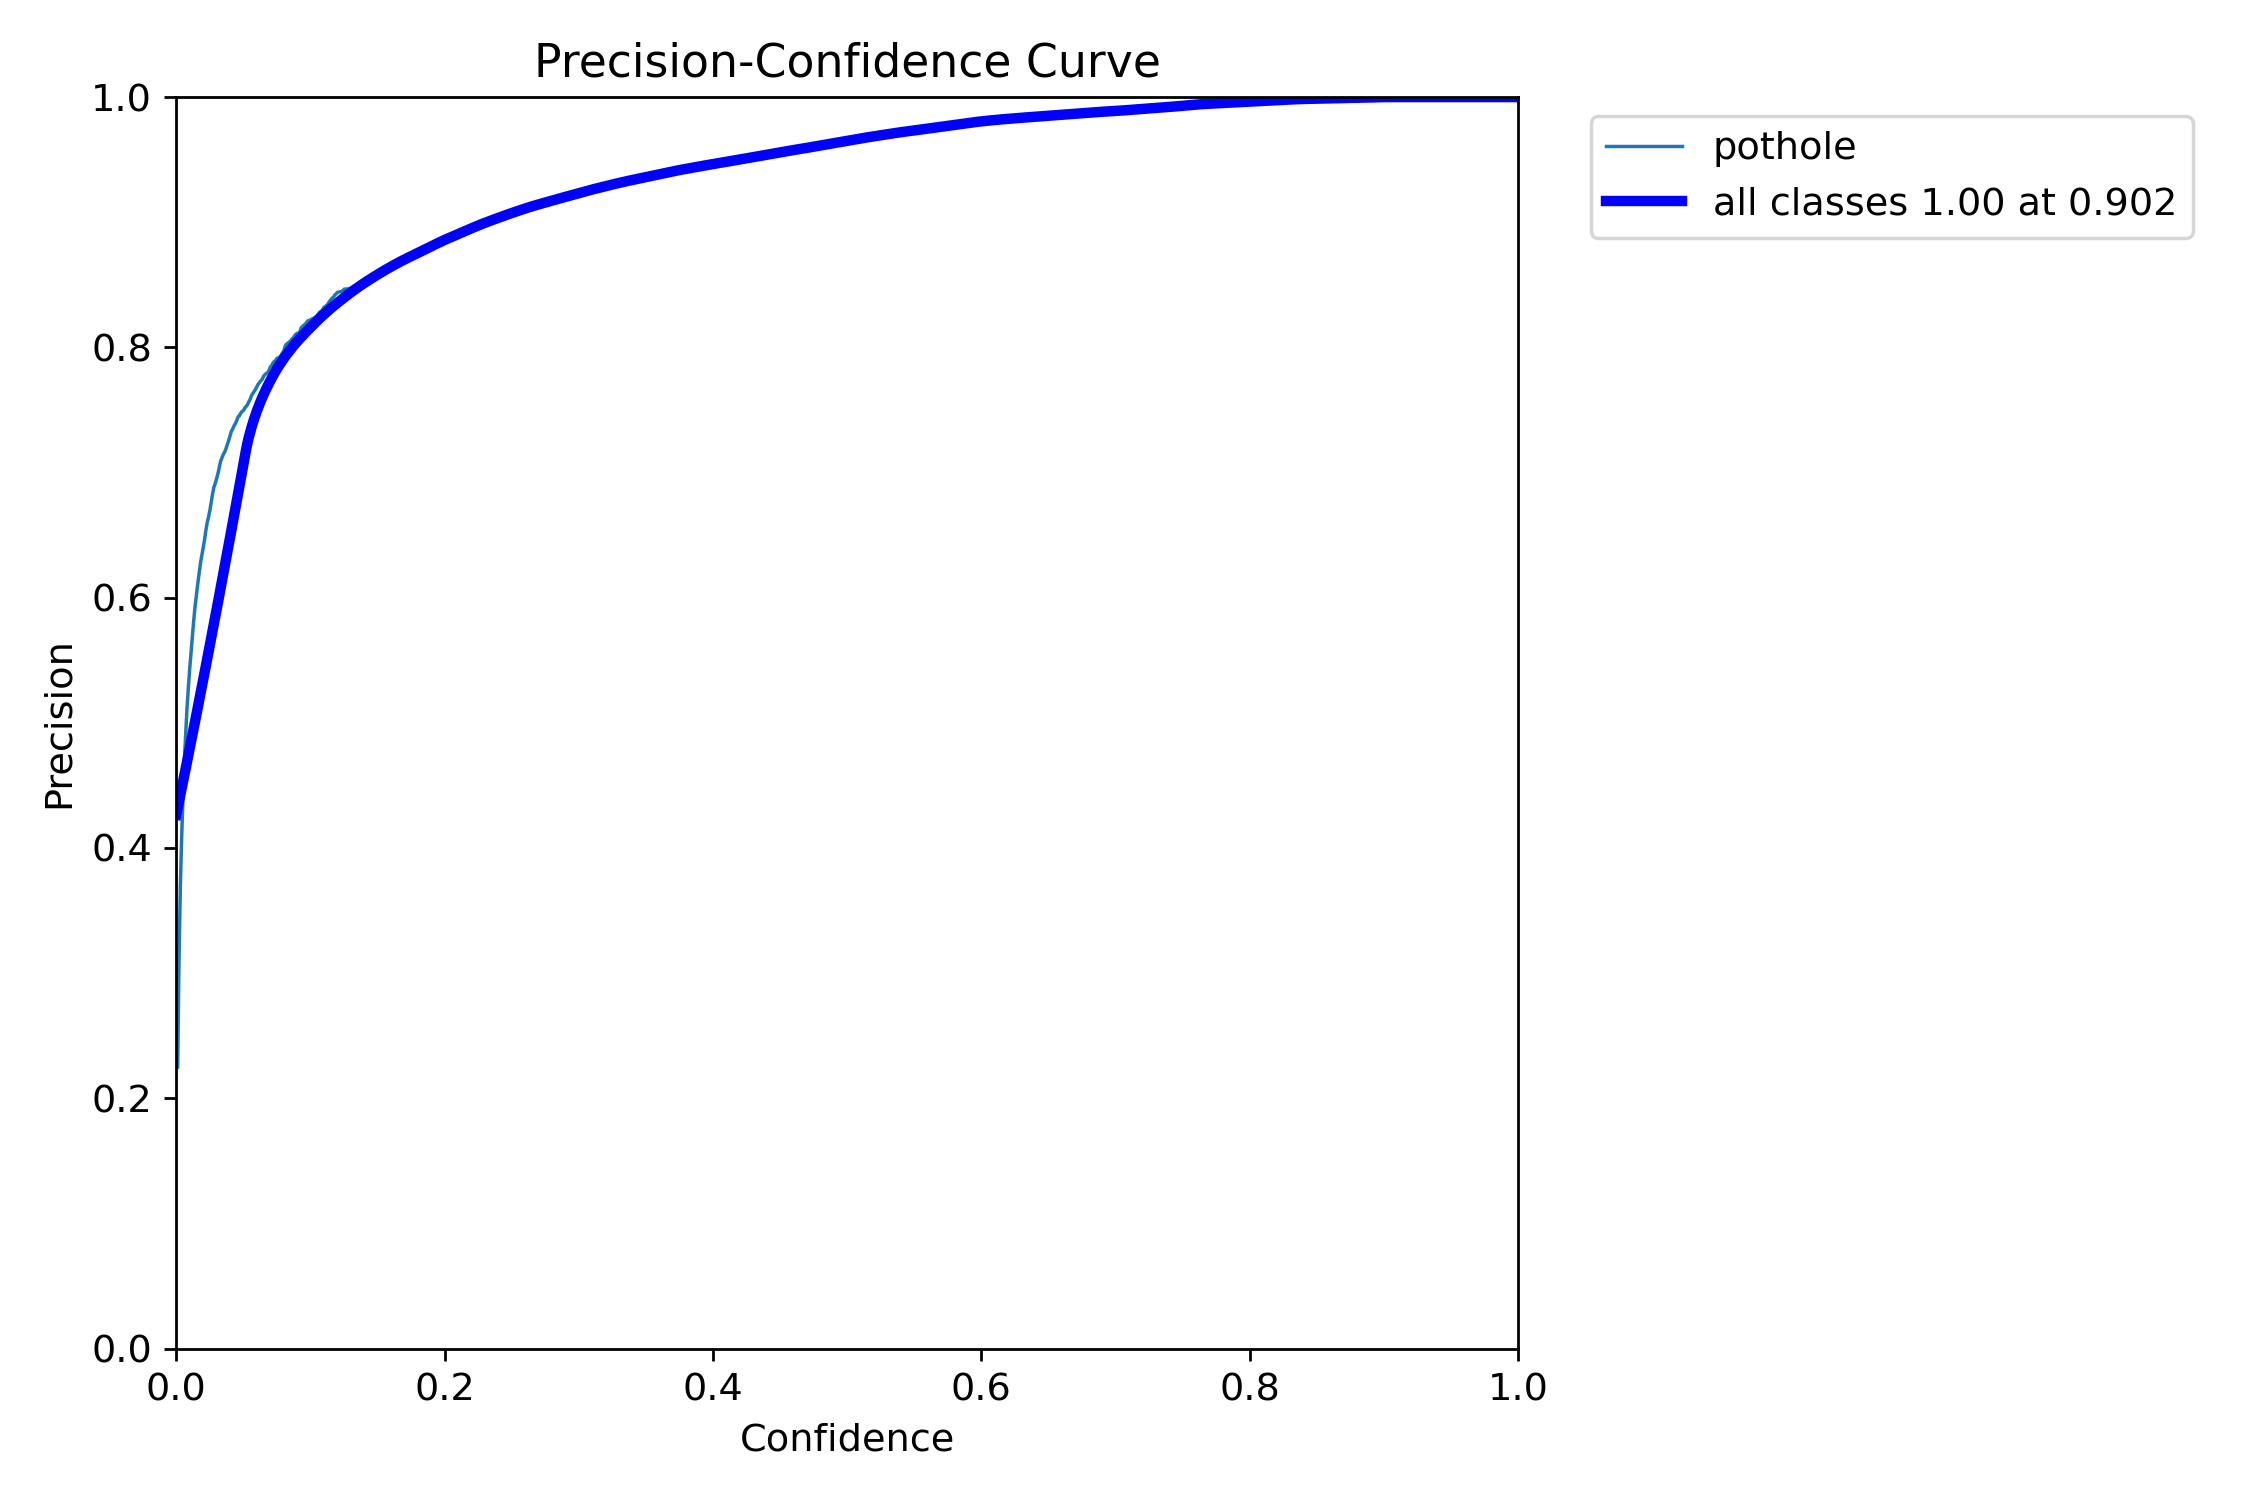 Precision-Confidence Curve
1.0
0.8
0.6
0.4
0.2
0.0
Precision
0.0 0.2 0.4 0.6 0.8 1.0
Confidence
pothole
all classes 1.00 at 0.902